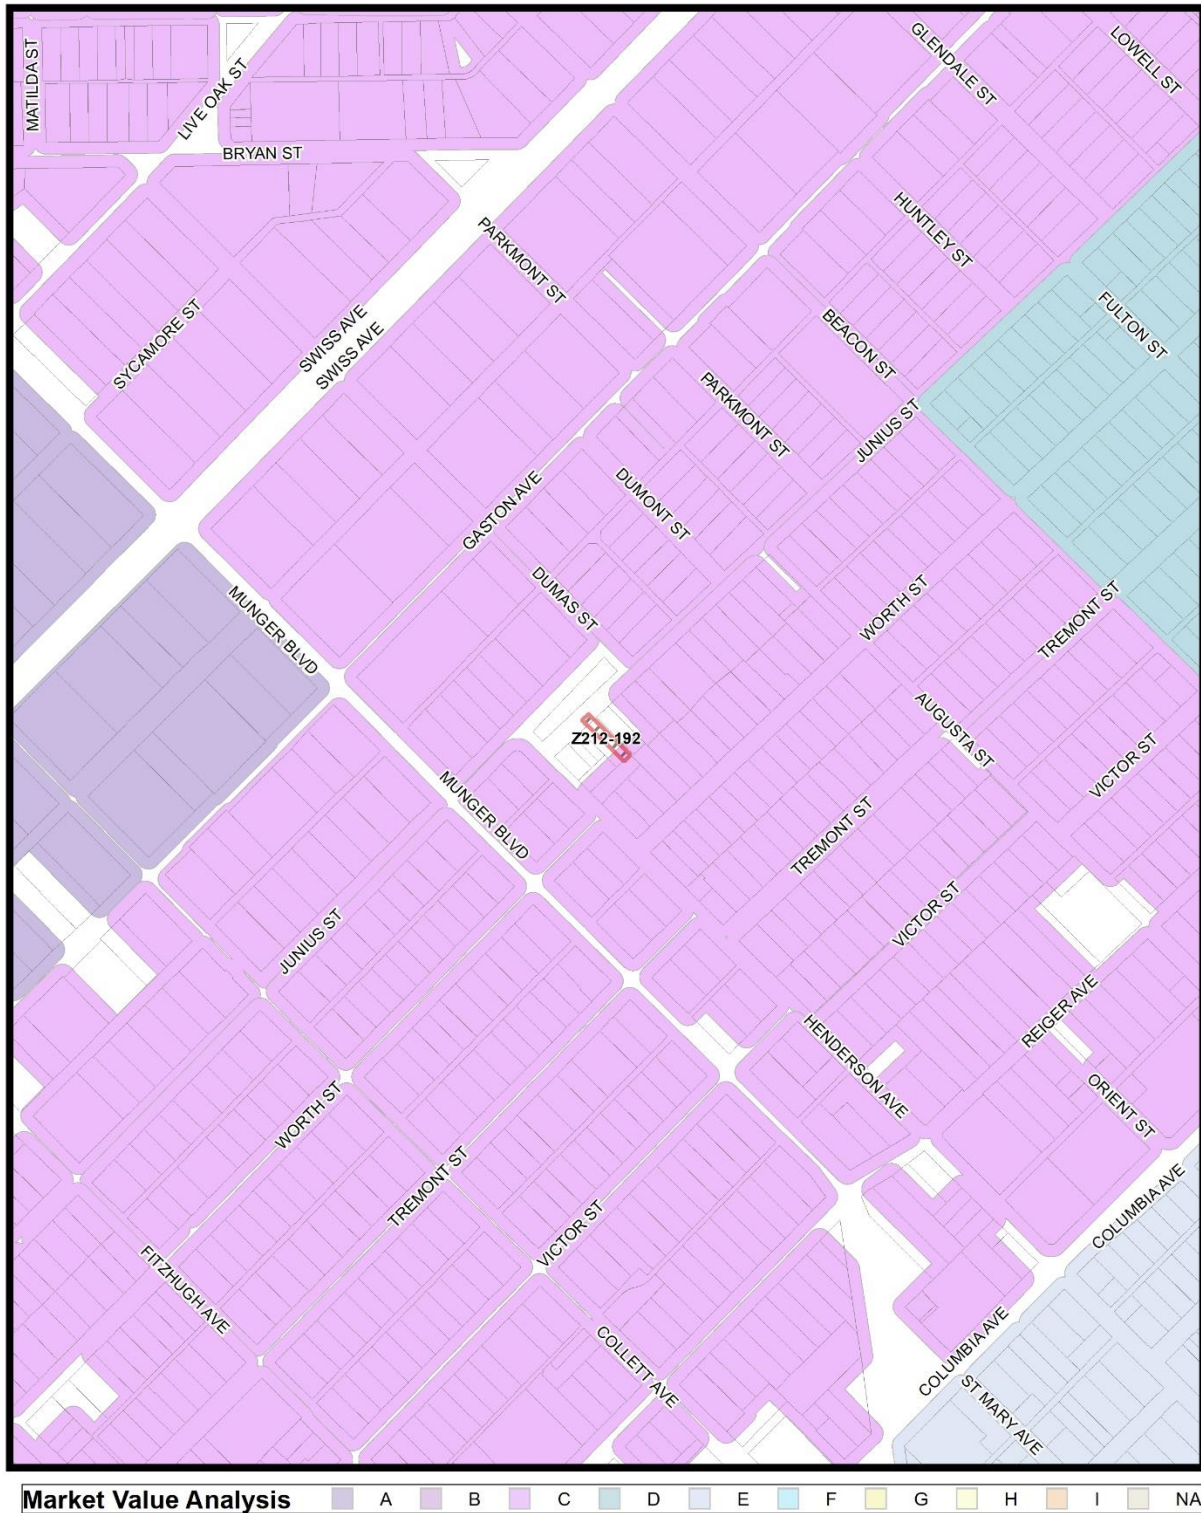 GLENDALE ST
LOWELL ST
MATILDA ST
LIVE OAK ST
BRYAN ST
HUNTLEY ST
PARKMONT ST
FULTON ST
SYCAMORE ST
SWISS AVE
SWISS AVE
BEACON ST
PARKMONT ST
JUNIUS ST
GASTON AVE
DUMONT ST
DUMAS ST
MUNGER BLVD
WORTH ST
TREMONT ST
AUGUSTA ST
Z212-192
VICTOR ST
MUNGER BLVD
TREMONT ST
VICTOR ST
JUNIUS ST
REIGER AVE
HENDERSON AVE
ORIENT ST
WORTH ST
TREMONT ST
VICTOR ST
COLUMBIA AVE
FITZHUGH AVE
COLLETT AVE
COLUMBIA AVE
ST MARY AVE
Market Value Analysis A B C D E F G H I NA